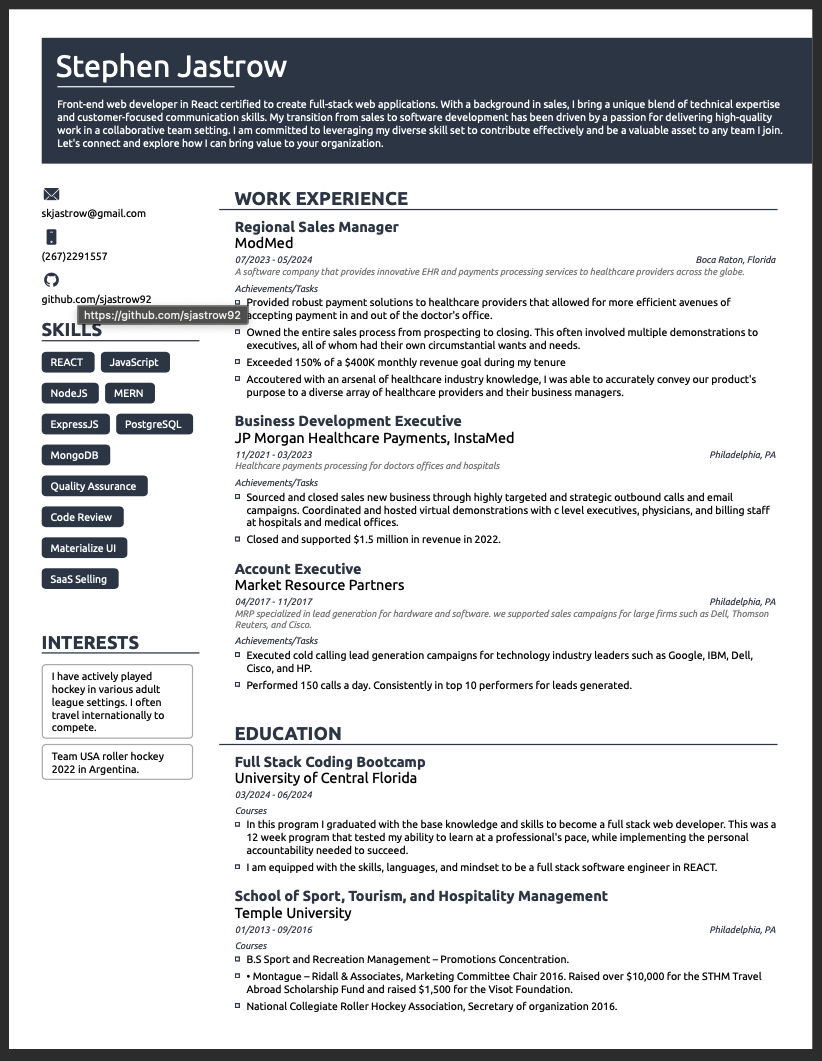 Stephen Jastrow
Front-end web developer in React certified to create full-stack web applications. With a background in sales, I bring a unique blend of technical expertise
and customer-focused communication skills. My transition from sales to software development has been driven by a passion for delivering high-quality
work in a collaborative team setting. I am committed to leveraging my diverse skill set to contribute effectively and be a valuable asset to any team I join.
Let's connect and explore how I can bring value to your organization.
skjastrow@gmail.com
(267)2291557
github.com/sjastrow92
https://github.com/sjastrow92
SKILLS
REACT
JavaScript
NodeJS
MERN
ExpressJS
PostgreSQL
MongoDB
Quality Assurance
Code Review
Materialize UI
SaaS Selling
INTERESTS
I have actively played
hockey in various adult
league settings. I often
travel internationally to
compete.
Team USA roller hockey
2022 in Argentina.
WORK EXPERIENCE
Regional Sales Manager
ModMed
07/2023 - 05/2024
Boca Raton, Florida
A software company that provides innovative EHR and payments processing services to healthcare providers across the globe.
Achievements/Tasks
Provided robust payment solutions to healthcare providers that allowed for more efficient avenues of
accepting payment in and out of the doctor's office.
Owned the entire sales process from prospecting to closing. This often involved multiple demonstrations to
executives, all of whom had their own circumstantial wants and needs.
Exceeded 150% of a $400K monthly revenue goal during my tenure
Accoutered with an arsenal of healthcare industry knowledge, I was able to accurately convey our product's
purpose to a diverse array of healthcare providers and their business managers.
Business Development Executive
JP Morgan Healthcare Payments, InstaMed
11/2021 - 03/2023
Philadelphia, PA
Healthcare payments processing for doctors offices and hospitals
Achievements/Tasks
Sourced and closed sales new business through highly targeted and strategic outbound calls and email
campaigns. Coordinated and hosted virtual demonstrations with c level executives, physicians, and billing staff
at hospitals and medical offices.
Closed and supported $1.5 million in revenue in 2022.
Account Executive
Market Resource Partners
04/2017 - 11/2017
Philadelphia, PA
MRP specialized in lead generation for hardware and software. we supported sales campaigns for large firms such as Dell, Thomson
Reuters, and Cisco.
Achievements/Tasks
Executed cold calling lead generation campaigns for technology industry leaders such as Google, IBM, Dell,
Cisco, and HP.
Performed 150 calls a day. Consistently in top 10 performers for leads generated.
EDUCATION
Full Stack Coding Bootcamp
University of Central Florida
03/2024 - 06/2024
Courses
In this program I graduated with the base knowledge and skills to become a full stack web developer. This was a
12 week program that tested my ability to learn at a professional's pace, while implementing the personal
accountability needed to succeed.
I am equipped with the skills, languages, and mindset to be a full stack software engineer in REACT.
School of Sport, Tourism, and Hospitality Management
Temple University
01/2013 - 09/2016
Philadelphia, PA
Courses
B.S Sport and Recreation Management – Promotions Concentration.
• Montague – Ridall & Associates, Marketing Committee Chair 2016. Raised over $10,000 for the STHM Travel
Abroad Scholarship Fund and raised $1,500 for the Visot Foundation.
National Collegiate Roller Hockey Association, Secretary of organization 2016.